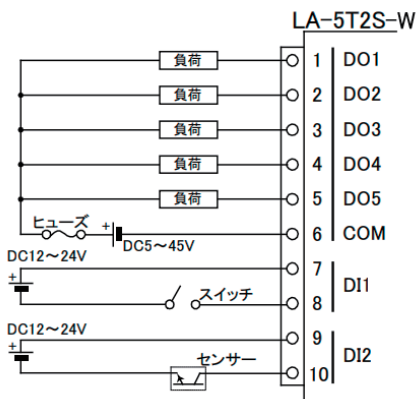 LA-5T2S-W
負荷 1 DO1
負荷 2 DO2
負荷 3 DO3
負荷 4 DO4
負荷 5 DO5
ヒューズ + DC5～45V 6 COM
DC12～24V
+ 7
スイッチ 8
DI1
DC12～24V
+ 9
センサー 10
DI2